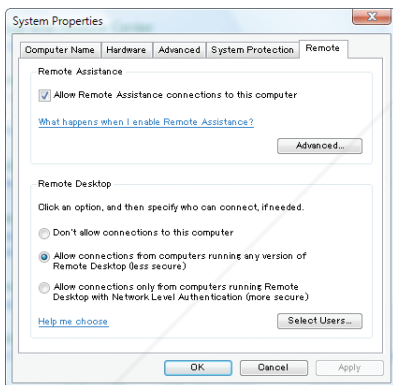 System Properties
Computer Name Hardware Advanced System Protection Remote
Remote Assistance
Allow Remote Assistance connections to this computer
What happens when I enable Remote Assistance?
Advanced...
Remote Desktop
Click an option, and then specify who can connect, if needed.
Don't allow connections to this computer
Allow connections from computers running any version of
Remote Desktop (less secure)
Allow connections only from computers running Remote
Desktop with Network Level Authentication (more secure)
Help me choose
Select Users...
OK Cancel Apply